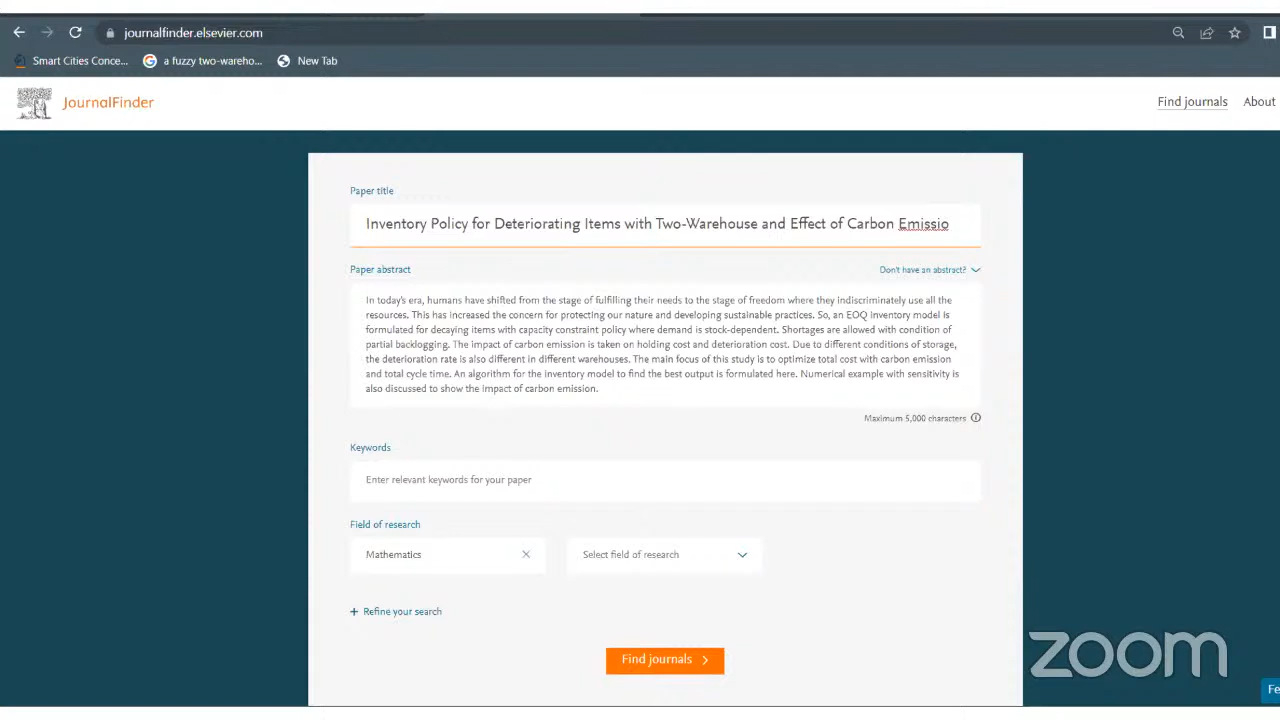 journalfinder.elsevier.com
Smart Cities Conce... a fuzzy two-wareho... New Tab
JournalFinder Find journals About
Paper title
Inventory Policy for Deteriorating Items with Two-Warehouse and Effect of Carbon Emissio
Paper abstract Don't have an abstract?
In today's era, humans have shifted from the stage of fulfilling their needs to the stage of freedom where they indiscriminately use all the
resources. This has increased the concern for protecting our nature and developing sustainable practices. So, an EOQ inventory model is
formulated for decaying items with capacity constraint policy where demand is stock-dependent. Shortages are allowed with condition of
partial backlogging. The impact of carbon emission is taken on holding cost and deterioration cost. Due to different conditions of storage,
the deterioration rate is also different in different warehouses. The main focus of this study is to optimize total cost with carbon emission
and total cycle time. An algorithm for the inventory model to find the best output is formulated here. Numerical example with sensitivity is
also discussed to show the impact of carbon emission.
Maximum 5,000 characters
Keywords
Enter relevant keywords for your paper
Field of research
Mathematics Select field of research
+ Refine your search
Find journals
zoom
Fe